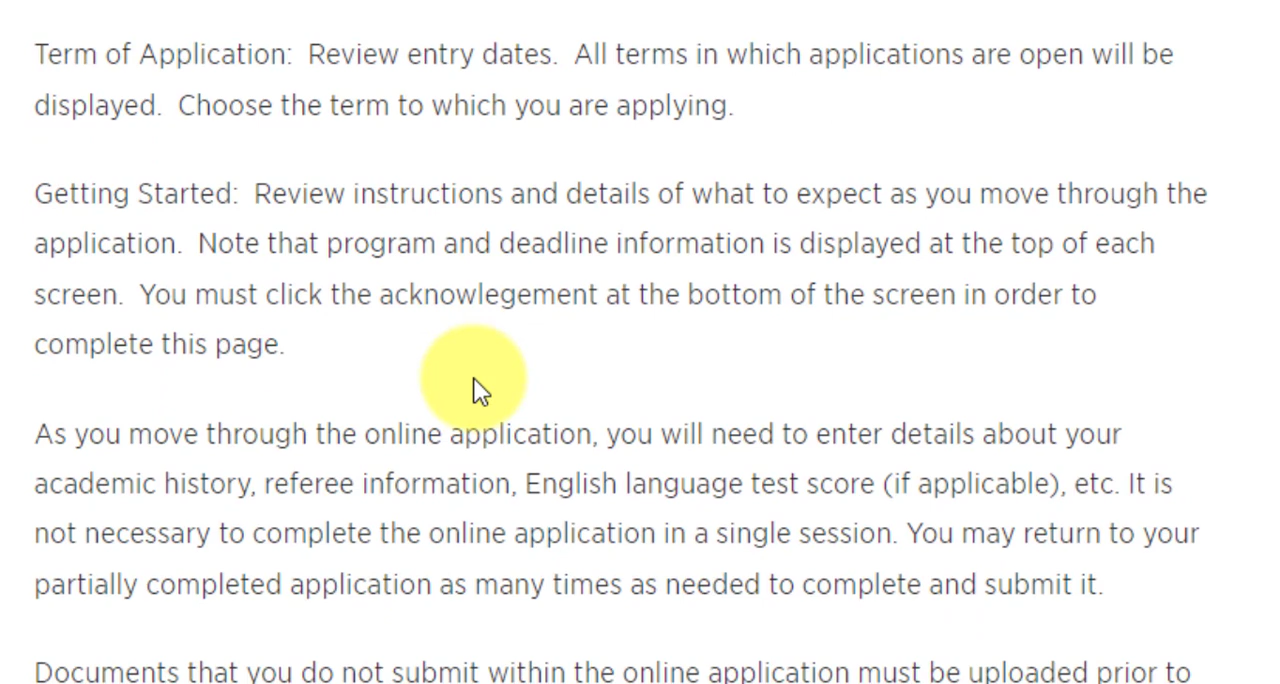 Term of Application:  Review entry dates.  All terms in which applications are open will be
displayed.  Choose the term to which you are applying.
Getting Started:  Review instructions and details of what to expect as you move through the
application.  Note that program and deadline information is displayed at the top of each
screen.  You must click the acknowlegement at the bottom of the screen in order to
complete this page.
As you move through the online application, you will need to enter details about your
academic history, referee information, English language test score (if applicable), etc. It is
not necessary to complete the online application in a single session. You may return to your
partially completed application as many times as needed to complete and submit it.
Documents that you do not submit within the online application must be uploaded prior to